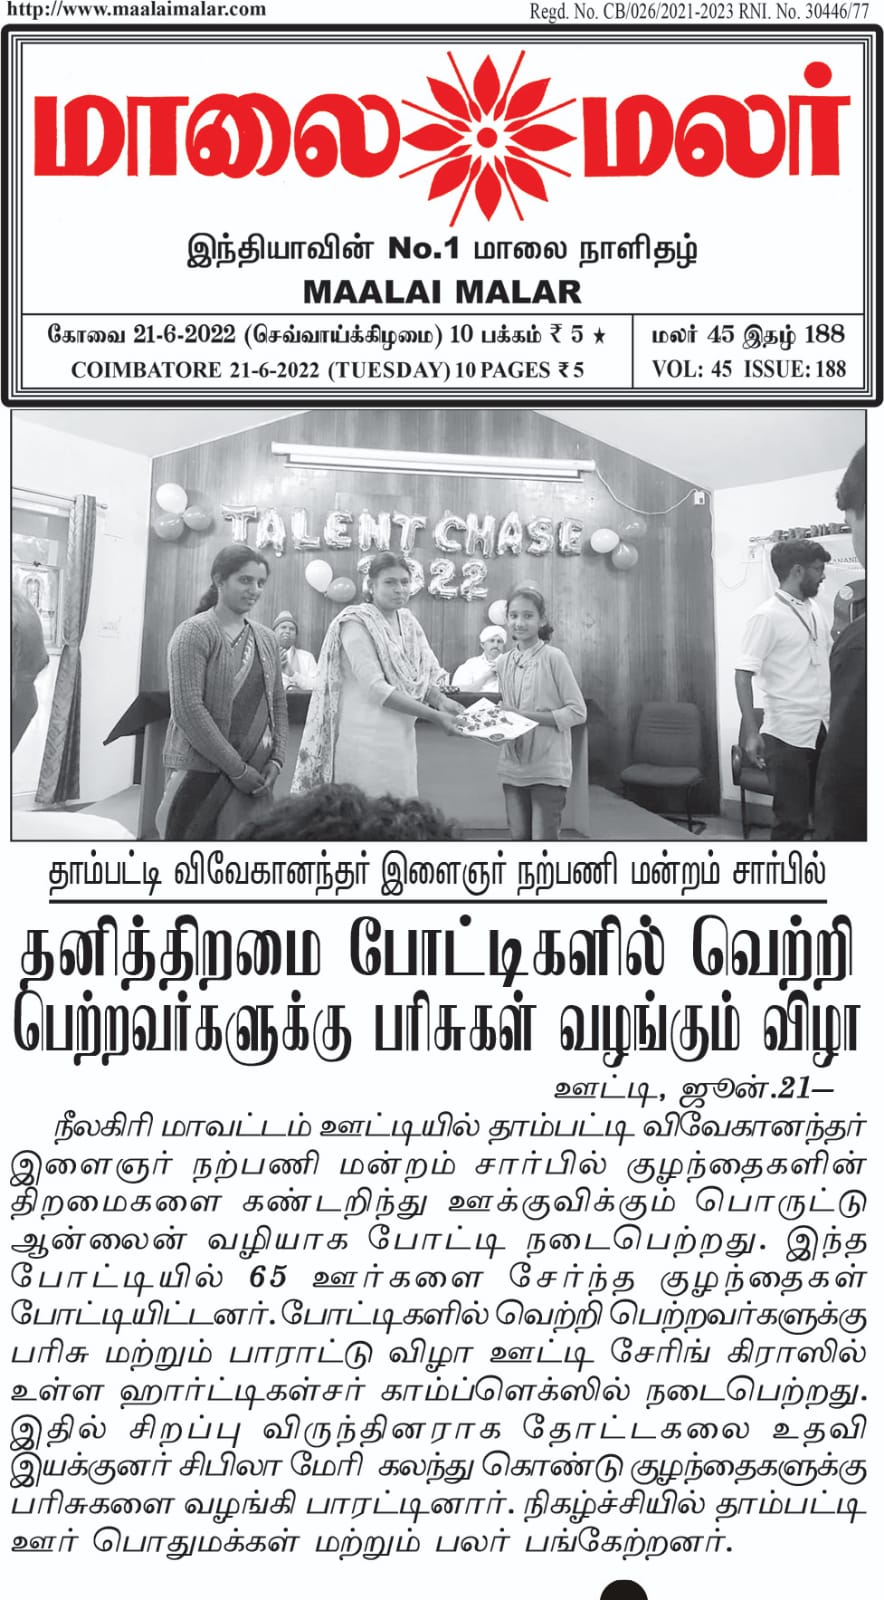 http://www.maalaimalar.com
Regd. No. CB/026/2021-2023 RNI. No. 30446/77
மாலை மலர்
இந்தியாவின் No.1 மாலை நாளிதழ்
MAALAI MALAR
கோவை 21-6-2022 (செவ்வாய்க்கிழமை) 10 பக்கம் ₹ 5 ★
மலர் 45 இதழ் 188
COIMBATORE 21-6-2022 (TUESDAY) 10 PAGES ₹ 5
VOL: 45 ISSUE: 188
TALENT CHASE
2022
தாம்பட்டி விவேகானந்தர் இளைஞர் நற்பணி மன்றம் சார்பில்
தனித்திறமை போட்டிகளில் வெற்றி
பெற்றவர்களுக்கு பரிசுகள் வழங்கும் விழா
ஊட்டி, ஜூன்.21—
நீலகிரி மாவட்டம் ஊட்டியில் தாம்பட்டி விவேகானந்தர்
இளைஞர் நற்பணி மன்றம் சார்பில் குழந்தைகளின்
திறமைகளை கண்டறிந்து ஊக்குவிக்கும் பொருட்டு
ஆன்லைன் வழியாக போட்டி நடைபெற்றது. இந்த
போட்டியில் 65 ஊர்களை சேர்ந்த குழந்தைகள்
போட்டியிட்டனர்.போட்டிகளில் வெற்றி பெற்றவர்களுக்கு
பரிசு மற்றும் பாராட்டு விழா ஊட்டி சேரிங் கிராஸில்
உள்ள ஹார்ட்டிகள்சர் காம்ப்ளெக்ஸில் நடைபெற்றது.
இதில் சிறப்பு விருந்தினராக தோட்டகலை உதவி
இயக்குனர் சிபிலா மேரி கலந்து கொண்டு குழந்தைகளுக்கு
பரிசுகளை வழங்கி பாரட்டினார். நிகழ்ச்சியில் தாம்பட்டி
ஊர் பொதுமக்கள் மற்றும் பலர் பங்கேற்றனர்.